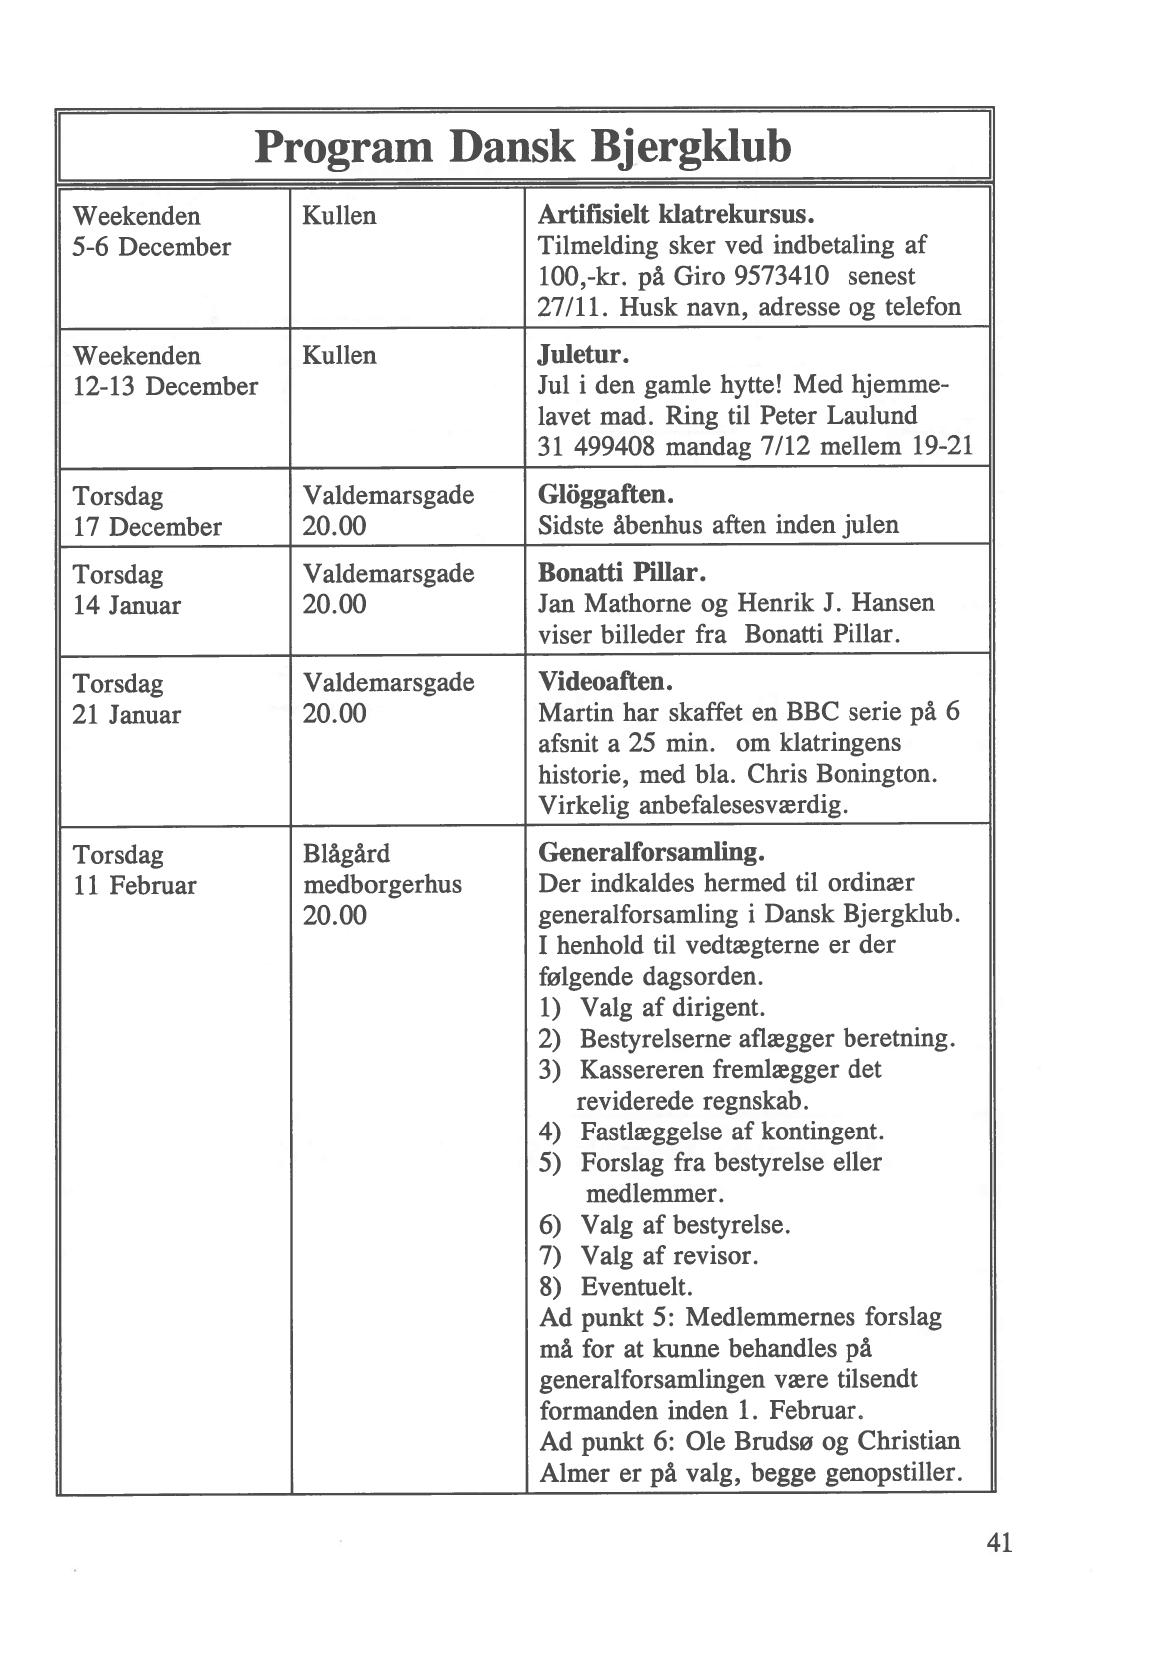 Program Dansk Bjergklub
Weekenden
5-6 December
Kullen
Artifisielt klatrekursus.
Tilmelding sker ved indbetaling af
100,-kr. på Giro 9573410 senest
27/11. Husk navn, adresse og telefon
Weekenden
12-13 December
Kullen
Juletur.
Jul i den gamle hytte! Med hjemme-
lavet mad. Ring til Peter Laulund
31 499408 mandag 7/12 mellem 19-21
Torsdag
17 December
Valdemarsgade
20.00
Glöggaften.
Sidste åbenhus aften inden julen
Torsdag
14 Januar
Valdemarsgade
20.00
Bonatti Pillar.
Jan Mathorne og Henrik J. Hansen
viser billeder fra Bonatti Pillar.
Torsdag
21 Januar
Valdemarsgade
20.00
Videoaften.
Martin har skaffet en BBC serie på 6
afsnit a 25 min. om klatringens
historie, med bla. Chris Bonington.
Virkelig anbefalesesværdig.
Torsdag
11 Februar
Blågård
medborgerhus
20.00
Generalforsamling.
Der indkaldes hermed til ordinær
generalforsamling i Dansk Bjergklub.
I henhold til vedtægterne er der
følgende dagsorden.
1) Valg af dirigent.
2) Bestyrelserne aflægger beretning.
3) Kassereren fremlægger det
reviderede regnskab.
4) Fastlæggelse af kontingent.
5) Forslag fra bestyrelse eller
medlemmer.
6) Valg af bestyrelse.
7) Valg af revisor.
8) Eventuelt.
Ad punkt 5: Medlemmernes forslag
må for at kunne behandles på
generalforsamlingen være tilsendt
formanden inden 1. Februar.
Ad punkt 6: Ole Brudsø og Christian
Almer er på valg, begge genopstiller.
41